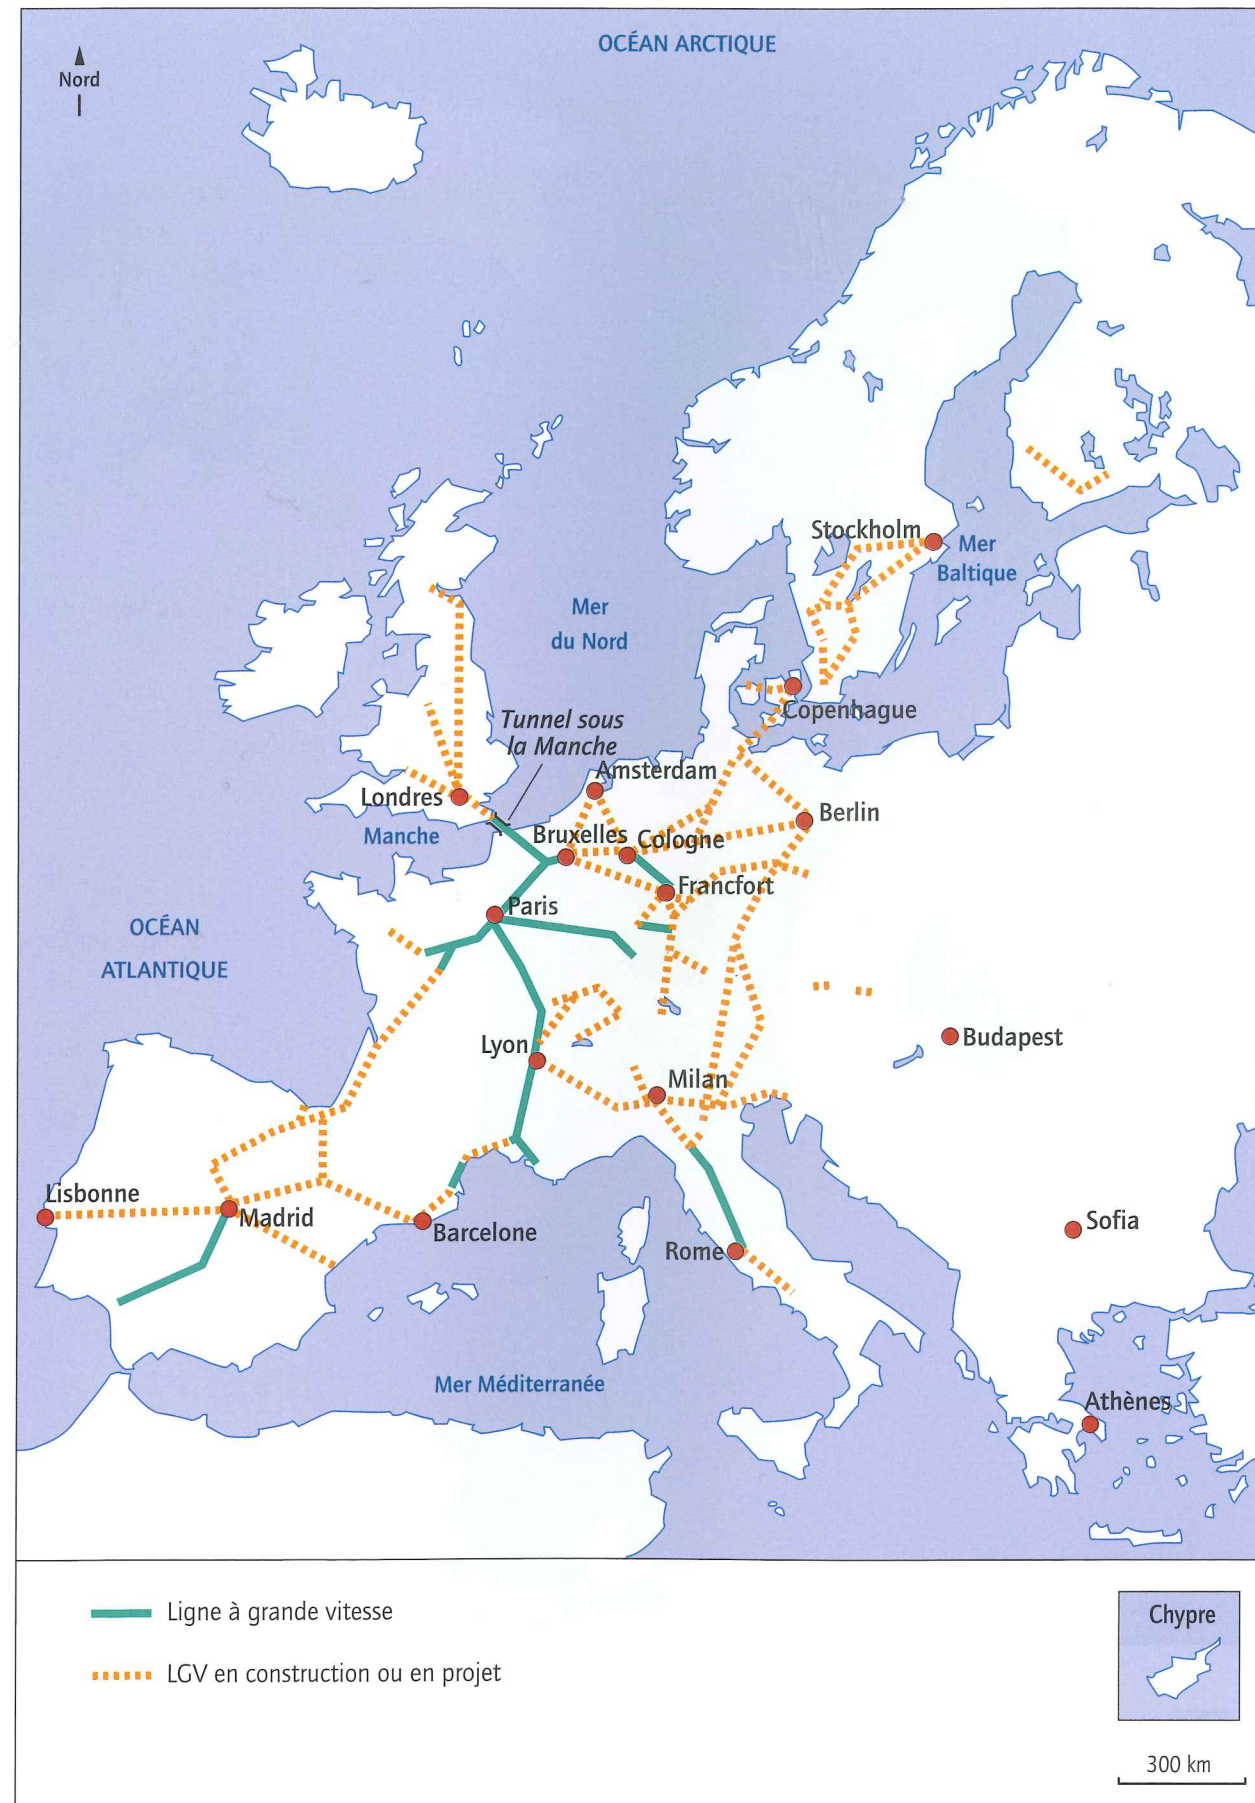 OCÉAN ARCTIQUE
Nord
Stockholm
Mer
Baltique
Mer
du Nord
Copenhague
Tunnel sous
la Manche
Amsterdam
Londres
Berlin
Manche
Bruxelles
Cologne
Francfort
Paris
OCÉAN
ATLANTIQUE
Lyon
Budapest
Milan
Lisbonne
Madrid
Barcelone
Sofia
Rome
Mer Méditerranée
Athènes
Ligne à grande vitesse
LGV en construction ou en projet
Chypre
300 km